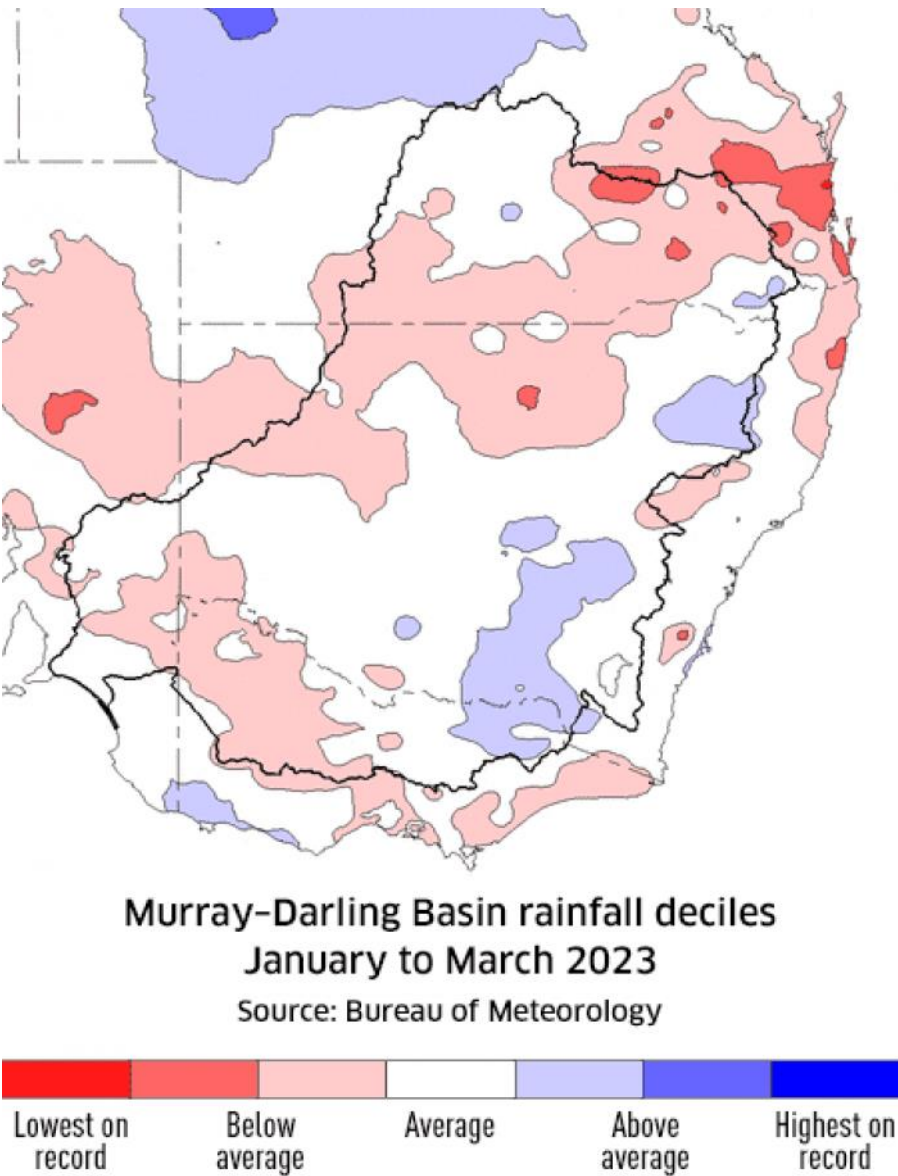 Murray-Darling Basin rainfall deciles
January to March 2023
Source: Bureau of Meteorology
Lowest on record
Below average
Average
Above average
Highest on record